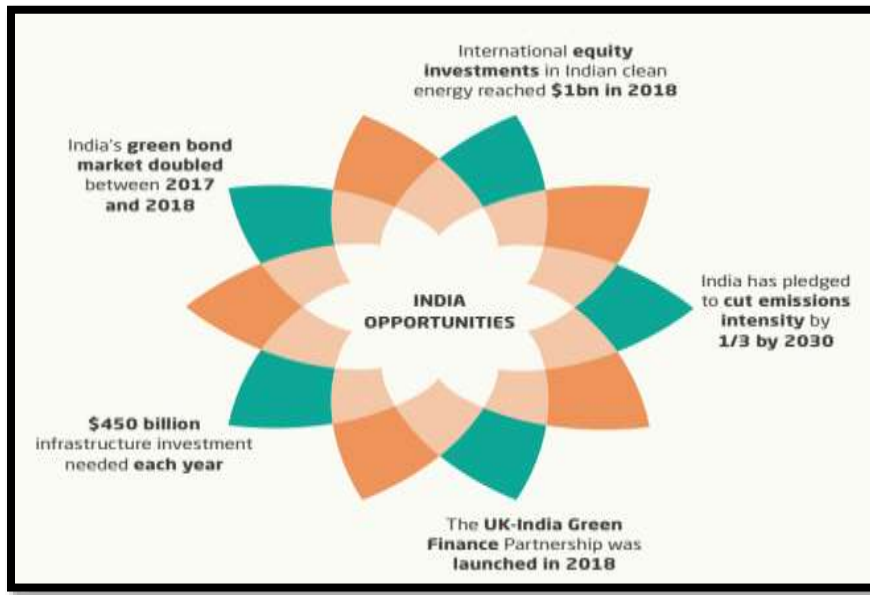 International equity
investments in Indian clean
energy reached $1bn in 2018
India's green bond
market doubled
between 2017
and 2018
INDIA
OPPORTUNITIES
India has pledged
to cut emissions
intensity by
1/3 by 2030
$450 billion
infrastructure investment
needed each year
The UK-India Green
Finance Partnership was
launched in 2018